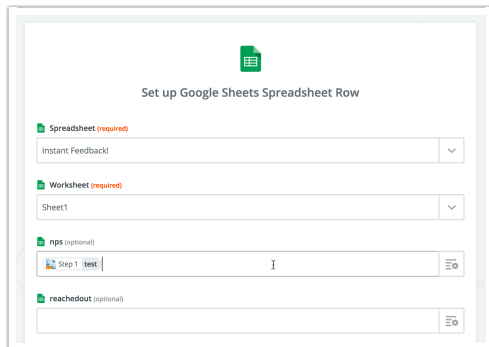 Set up Google Sheets Spreadsheet Row
Spreadsheet (required)
Instant Feedback!
Worksheet (required)
Sheet1
nps (optional)
Step 1 test
reachedout (optional)